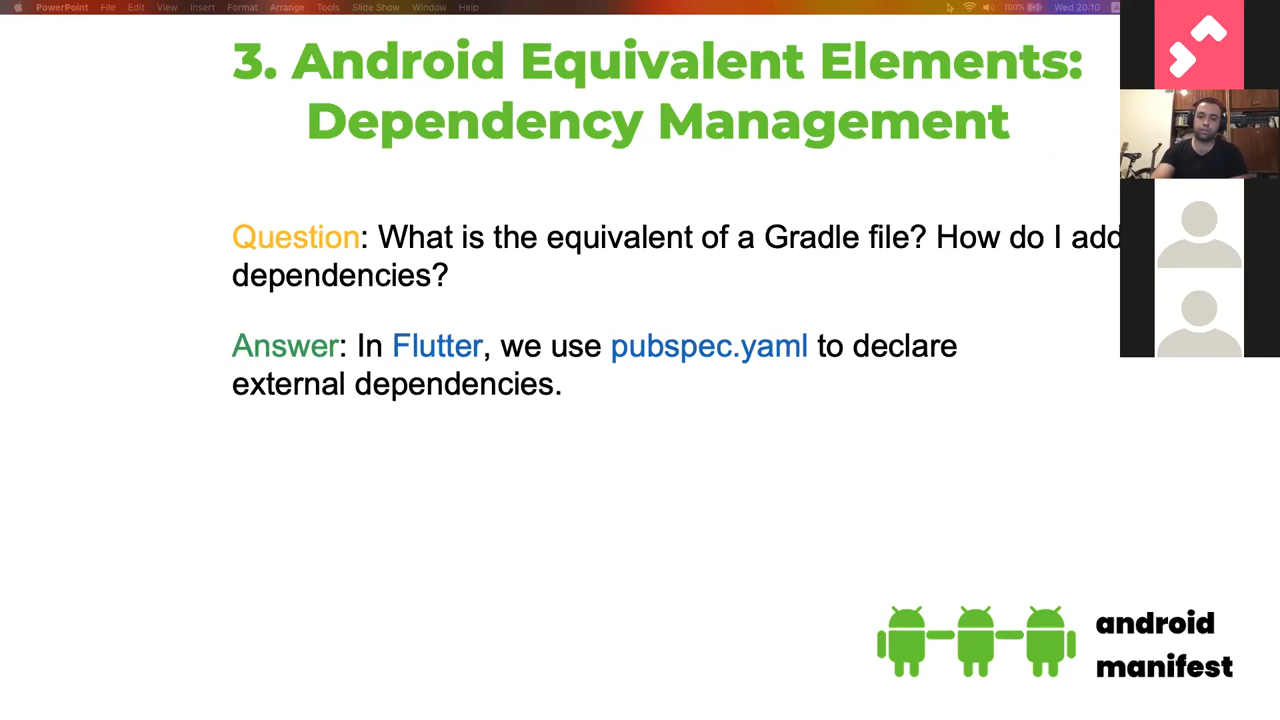 PowerPoint File Edit View Insert Format Arrange Tools Slide Show Window Help 100% Wed 20:10
3. Android Equivalent Elements:
Dependency Management
Question: What is the equivalent of a Gradle file? How do I add
dependencies?
Answer: In Flutter, we use pubspec.yaml to declare
external dependencies.
android
manifest